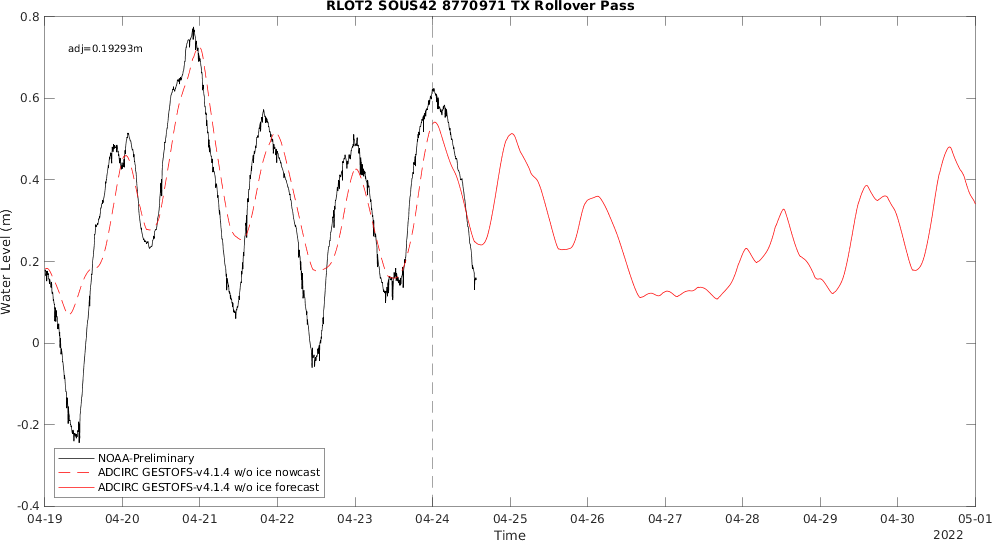 RLOT2 SOUS42 8770971 TX Rollover Pass
0.8
adj=0.19293m
0.6
0.4
0.2
0
-0.2
-0.4
Water Level (m)
NOAA-Preliminary
ADCIRC GESTOFS-v4.1.4 w/o ice nowcast
ADCIRC GESTOFS-v4.1.4 w/o ice forecast
04-19 04-20 04-21 04-22 04-23 04-24 04-25 04-26 04-27 04-28 04-29 04-30 05-01
Time
2022